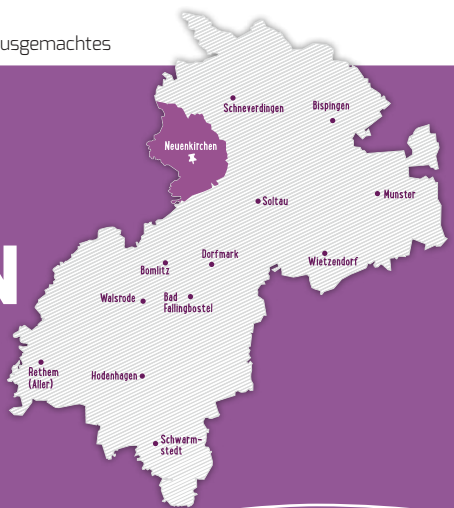 usgemachtes
Schneverdingen
Bispingen
Neuenkirchen
Munster
Soltau
N
Dorfmark
Wietzendorf
Bomlitz
Walsrode
Bad
Fallingbostel
Rethem
(Aller)
Hodenhagen
Schwarm-
stedt